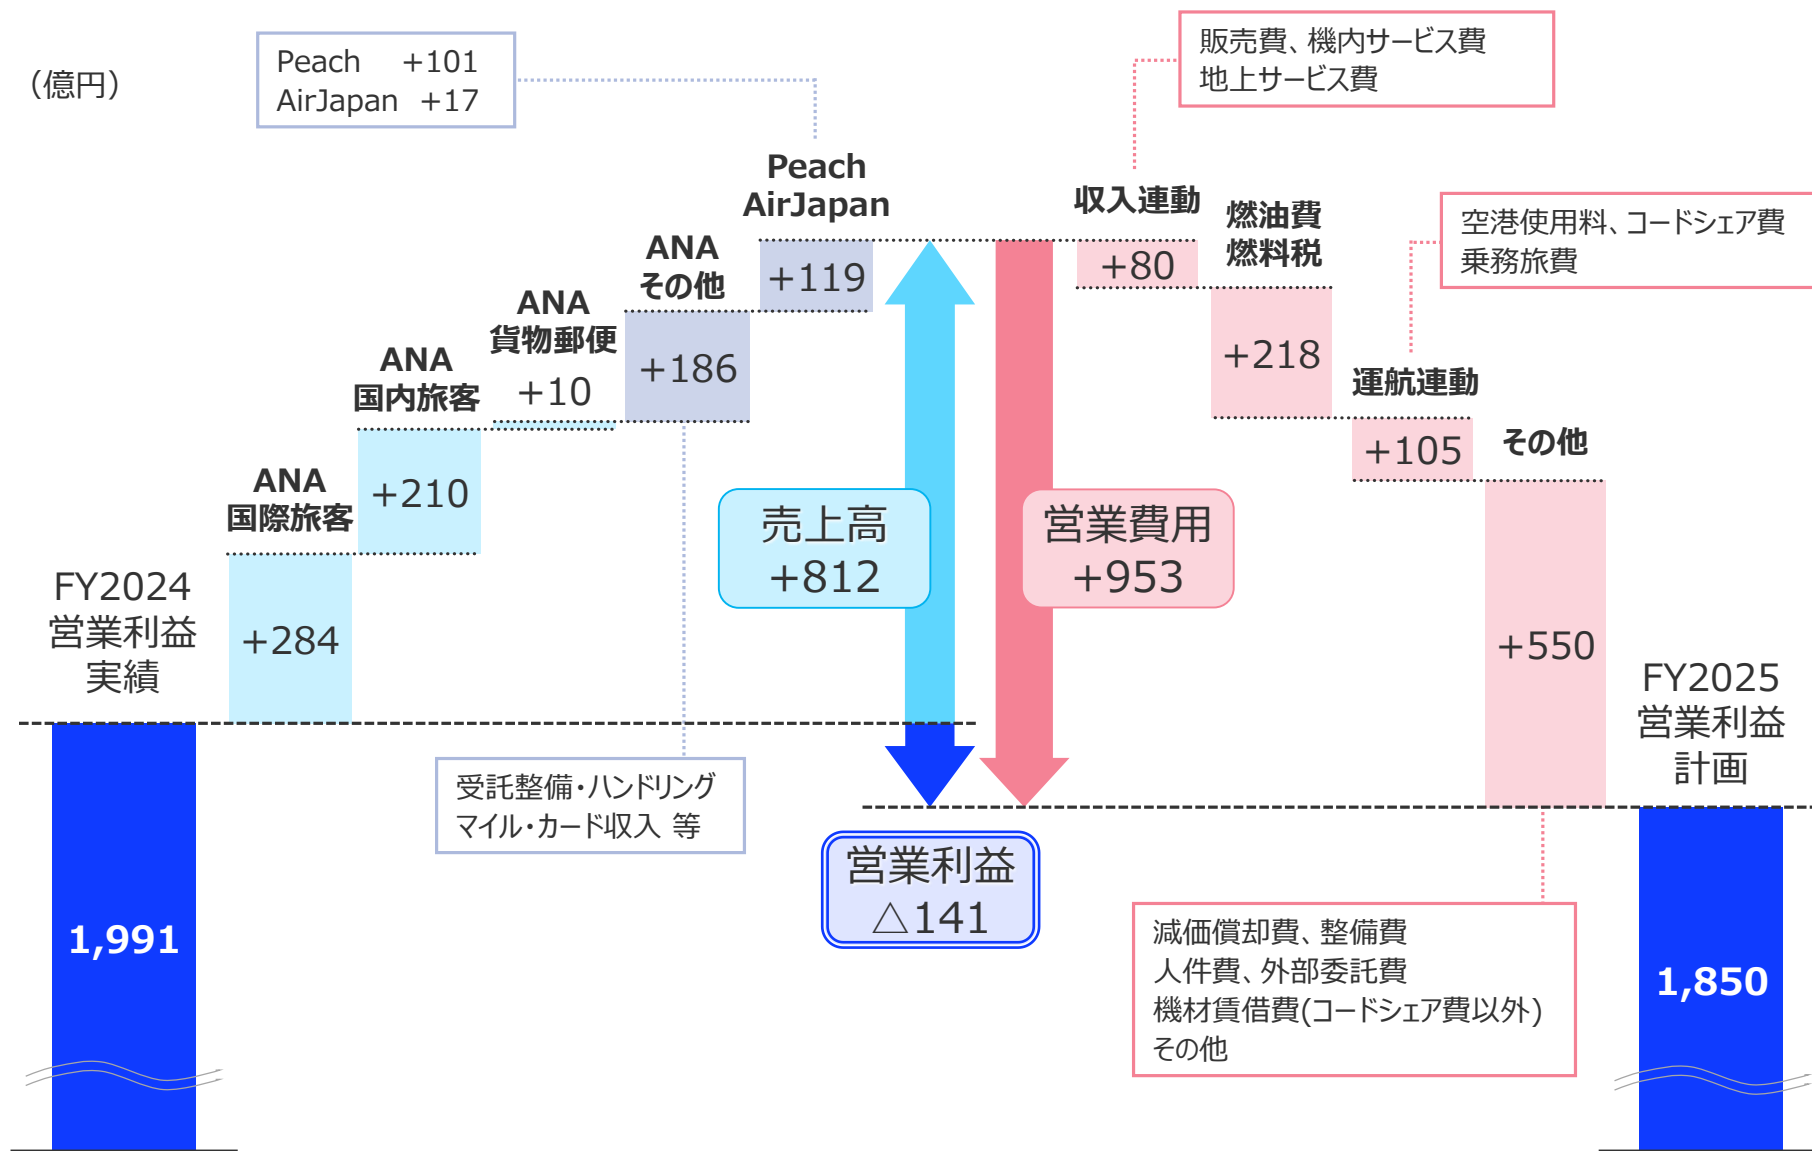 （億円）
Peach +101
AirJapan +17
販売費、機内サービス費
地上サービス費
Peach
AirJapan
+119
収入連動
+80
燃油費
燃料税
+218
空港使用料、コードシェア費
乗務旅費
ANA
その他
+186
ANA
貨物郵便
+10
ANA
国内旅客
+210
運航連動
+105
その他
+550
ANA
国際旅客
+284
売上高
+812
営業費用
+953
FY2024
営業利益
実績
1,991
FY2025
営業利益
計画
1,850
受託整備・ハンドリング
マイル・カード収入 等
営業利益
△141
減価償却費、整備費
人件費、外部委託費
機材賃借費(コードシェア費以外)
その他